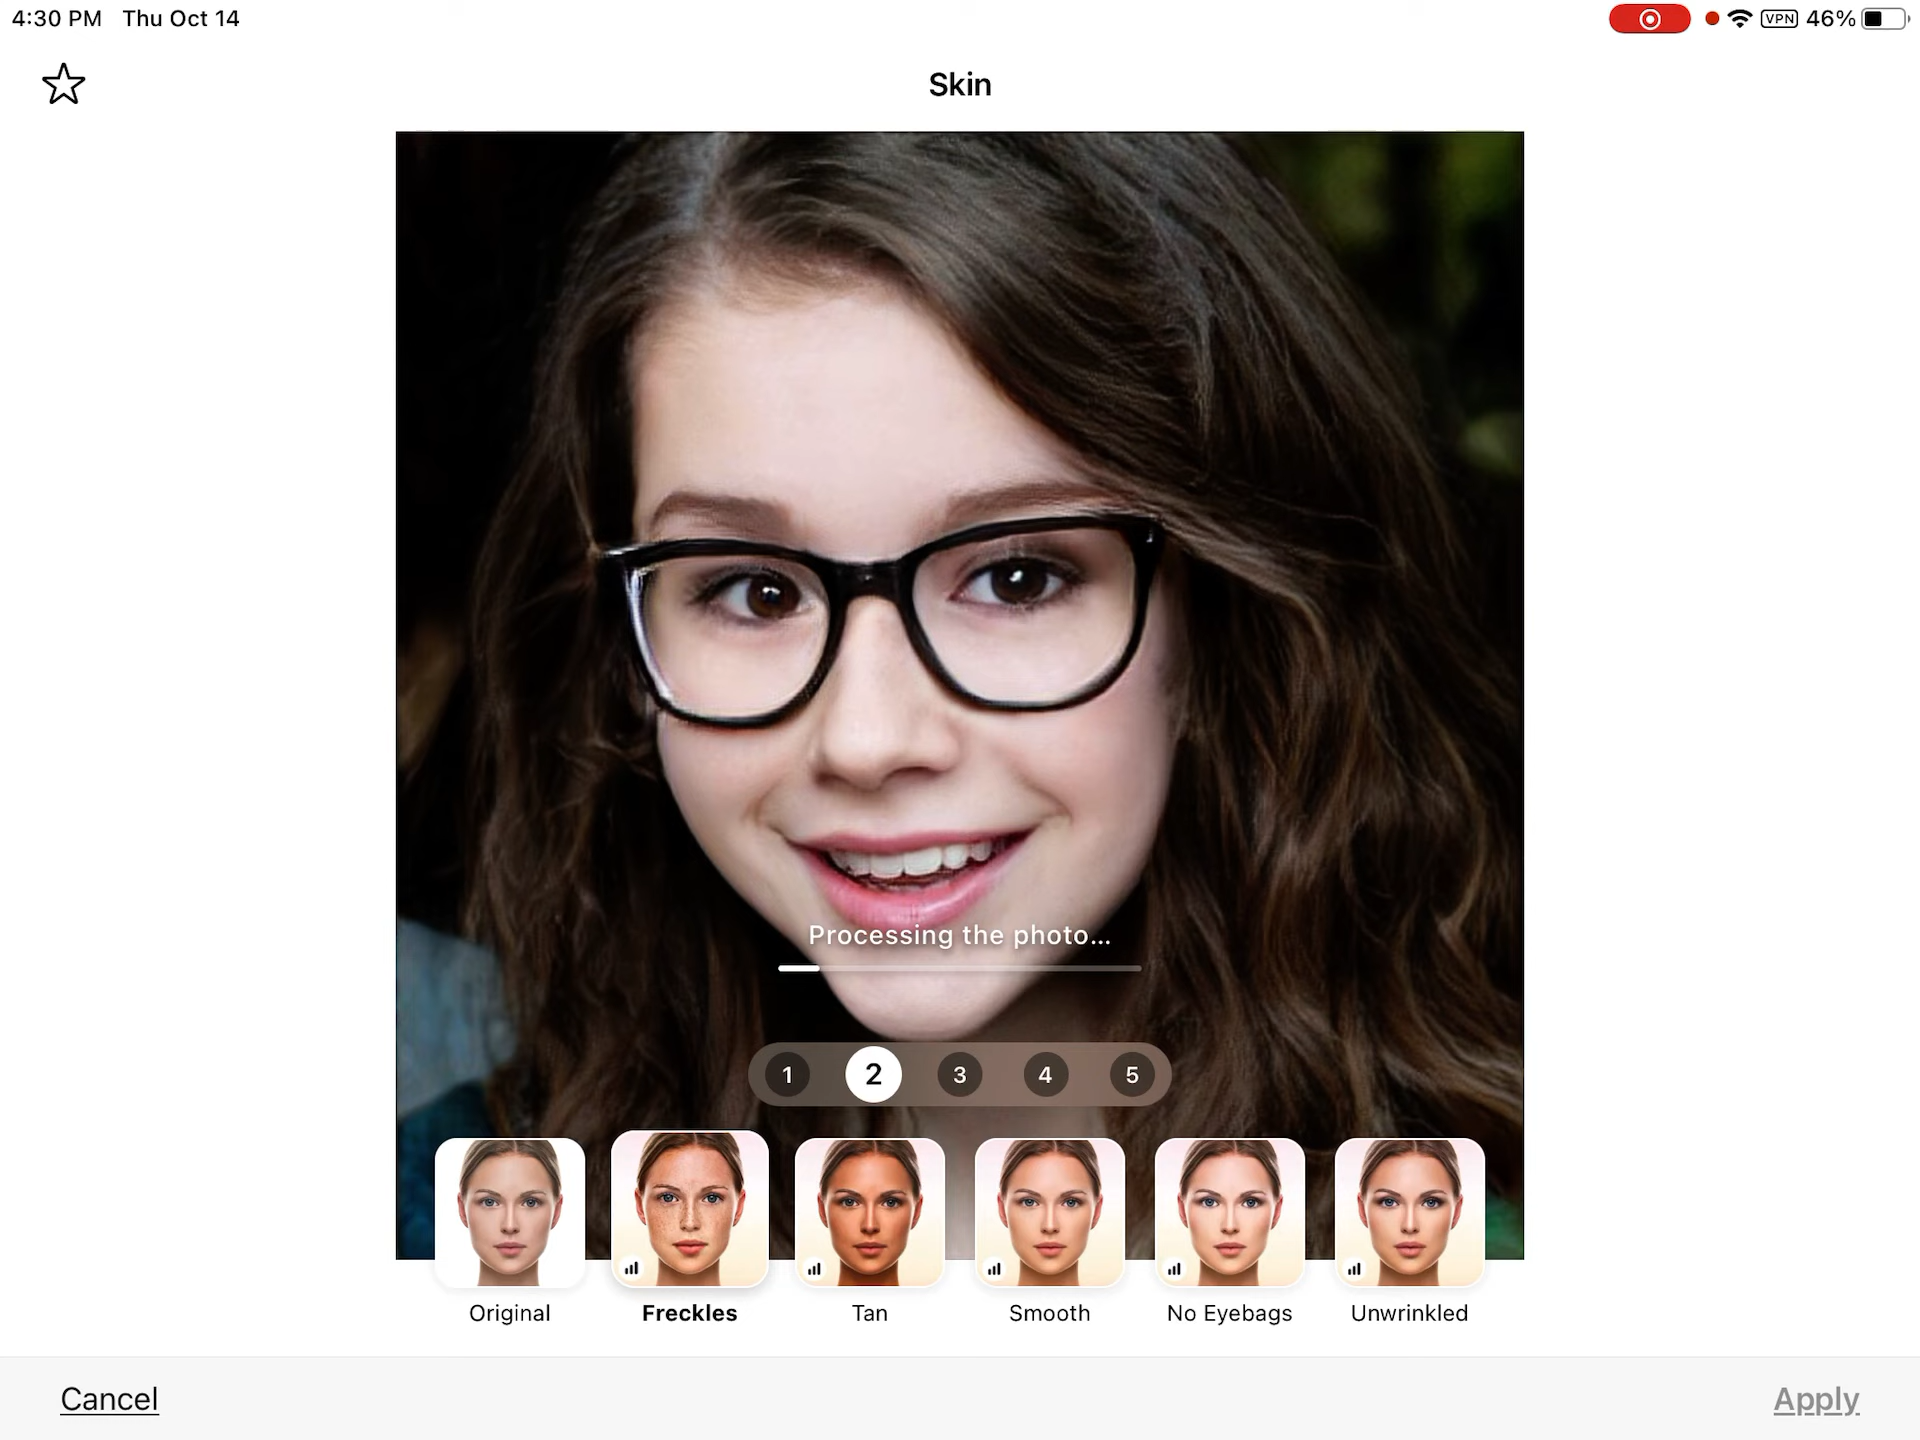 4:30 PM Thu Oct 14
VPN 46%
Skin
Processing the photo...
1 2 3 4 5
Original Freckles Tan Smooth No Eyebags Unwrinkled
Cancel Apply